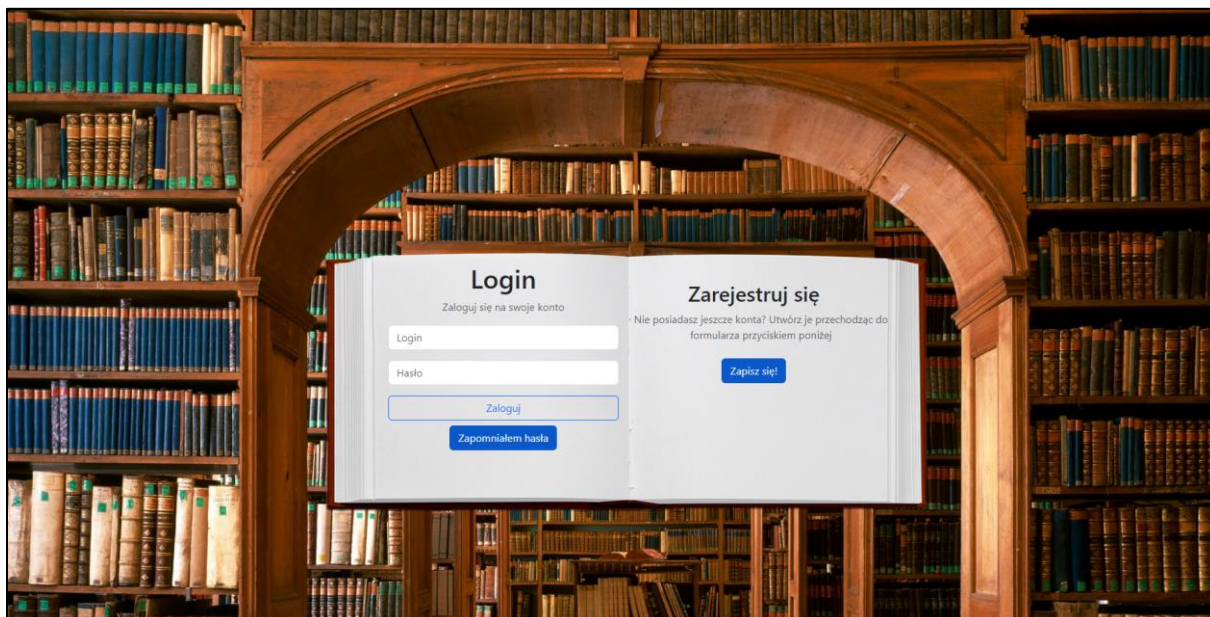 Login
Zaloguj się na swoje konto
Login
Hasło
Zaloguj
Zapomniałem hasła
Zarejestruj się
Nie posiadasz jeszcze konta? Utwórz je przechodząc do
formularza przyciskiem poniżej
Zapisz się!